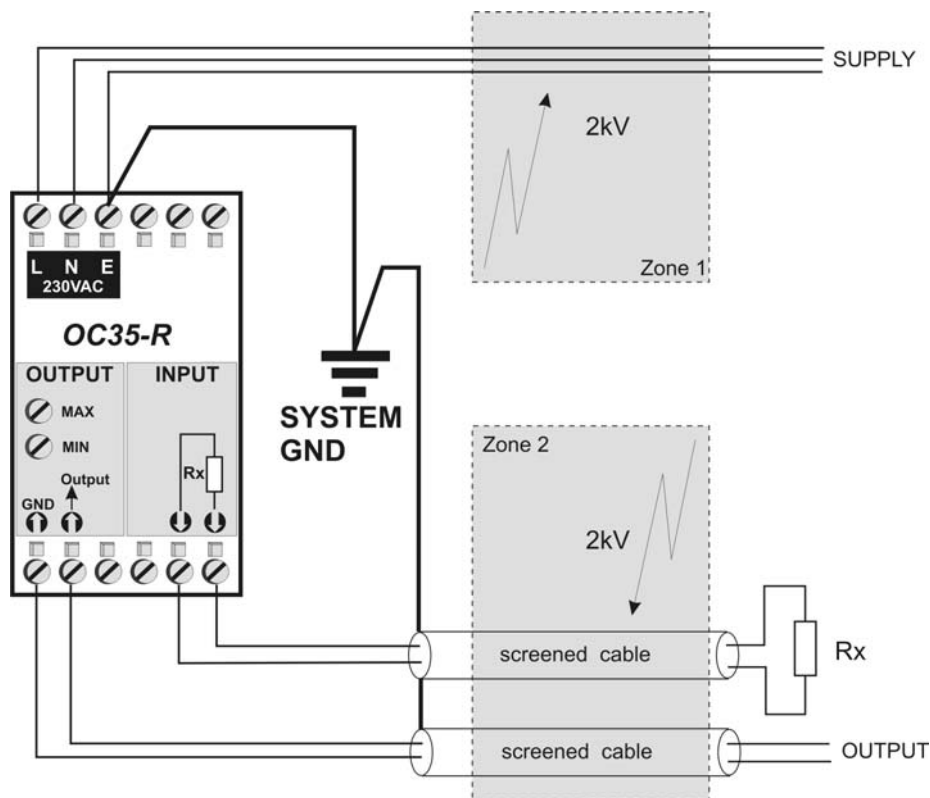 SUPPLY
2kV
Zone 1
L N E
230VAC
OC35-R
OUTPUT
INPUT
MAX
MIN
Output
GND
Rx
SYSTEM
GND
Zone 2
2kV
screened cable
Rx
screened cable
OUTPUT